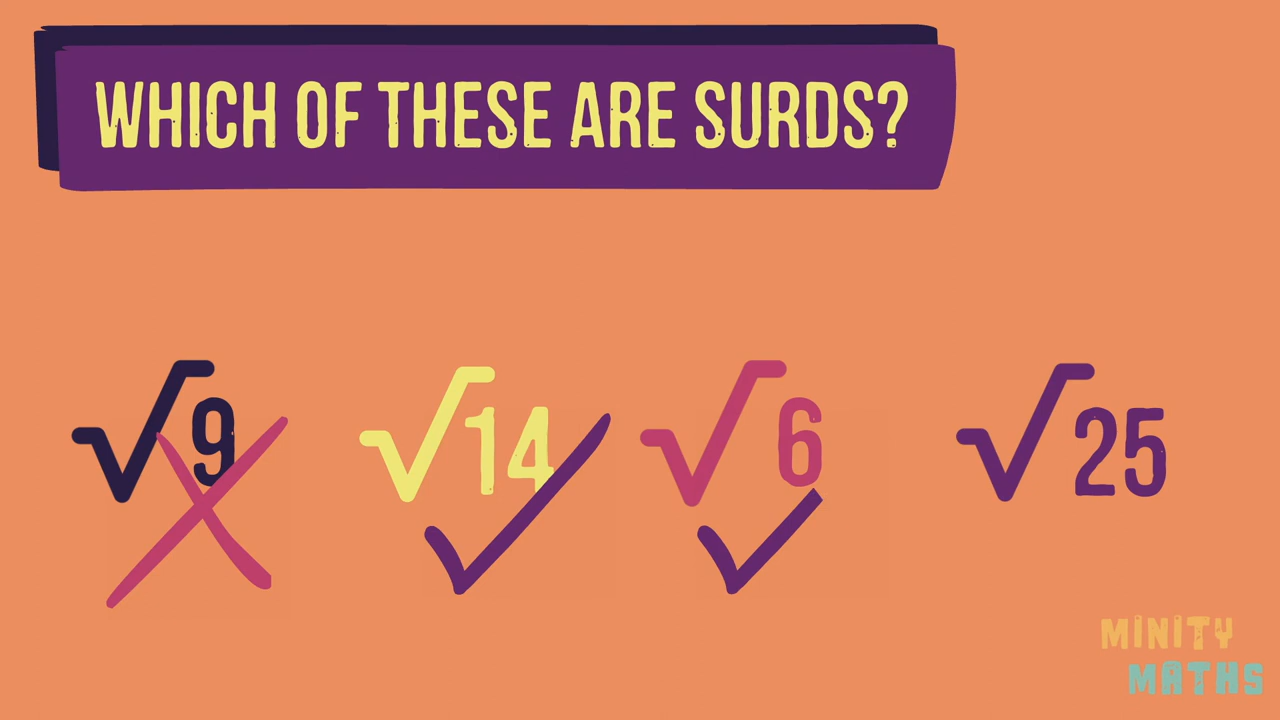 WHICH OF THESE ARE SURDS?
√9 √14 √6 √25
MINITY
MATHS